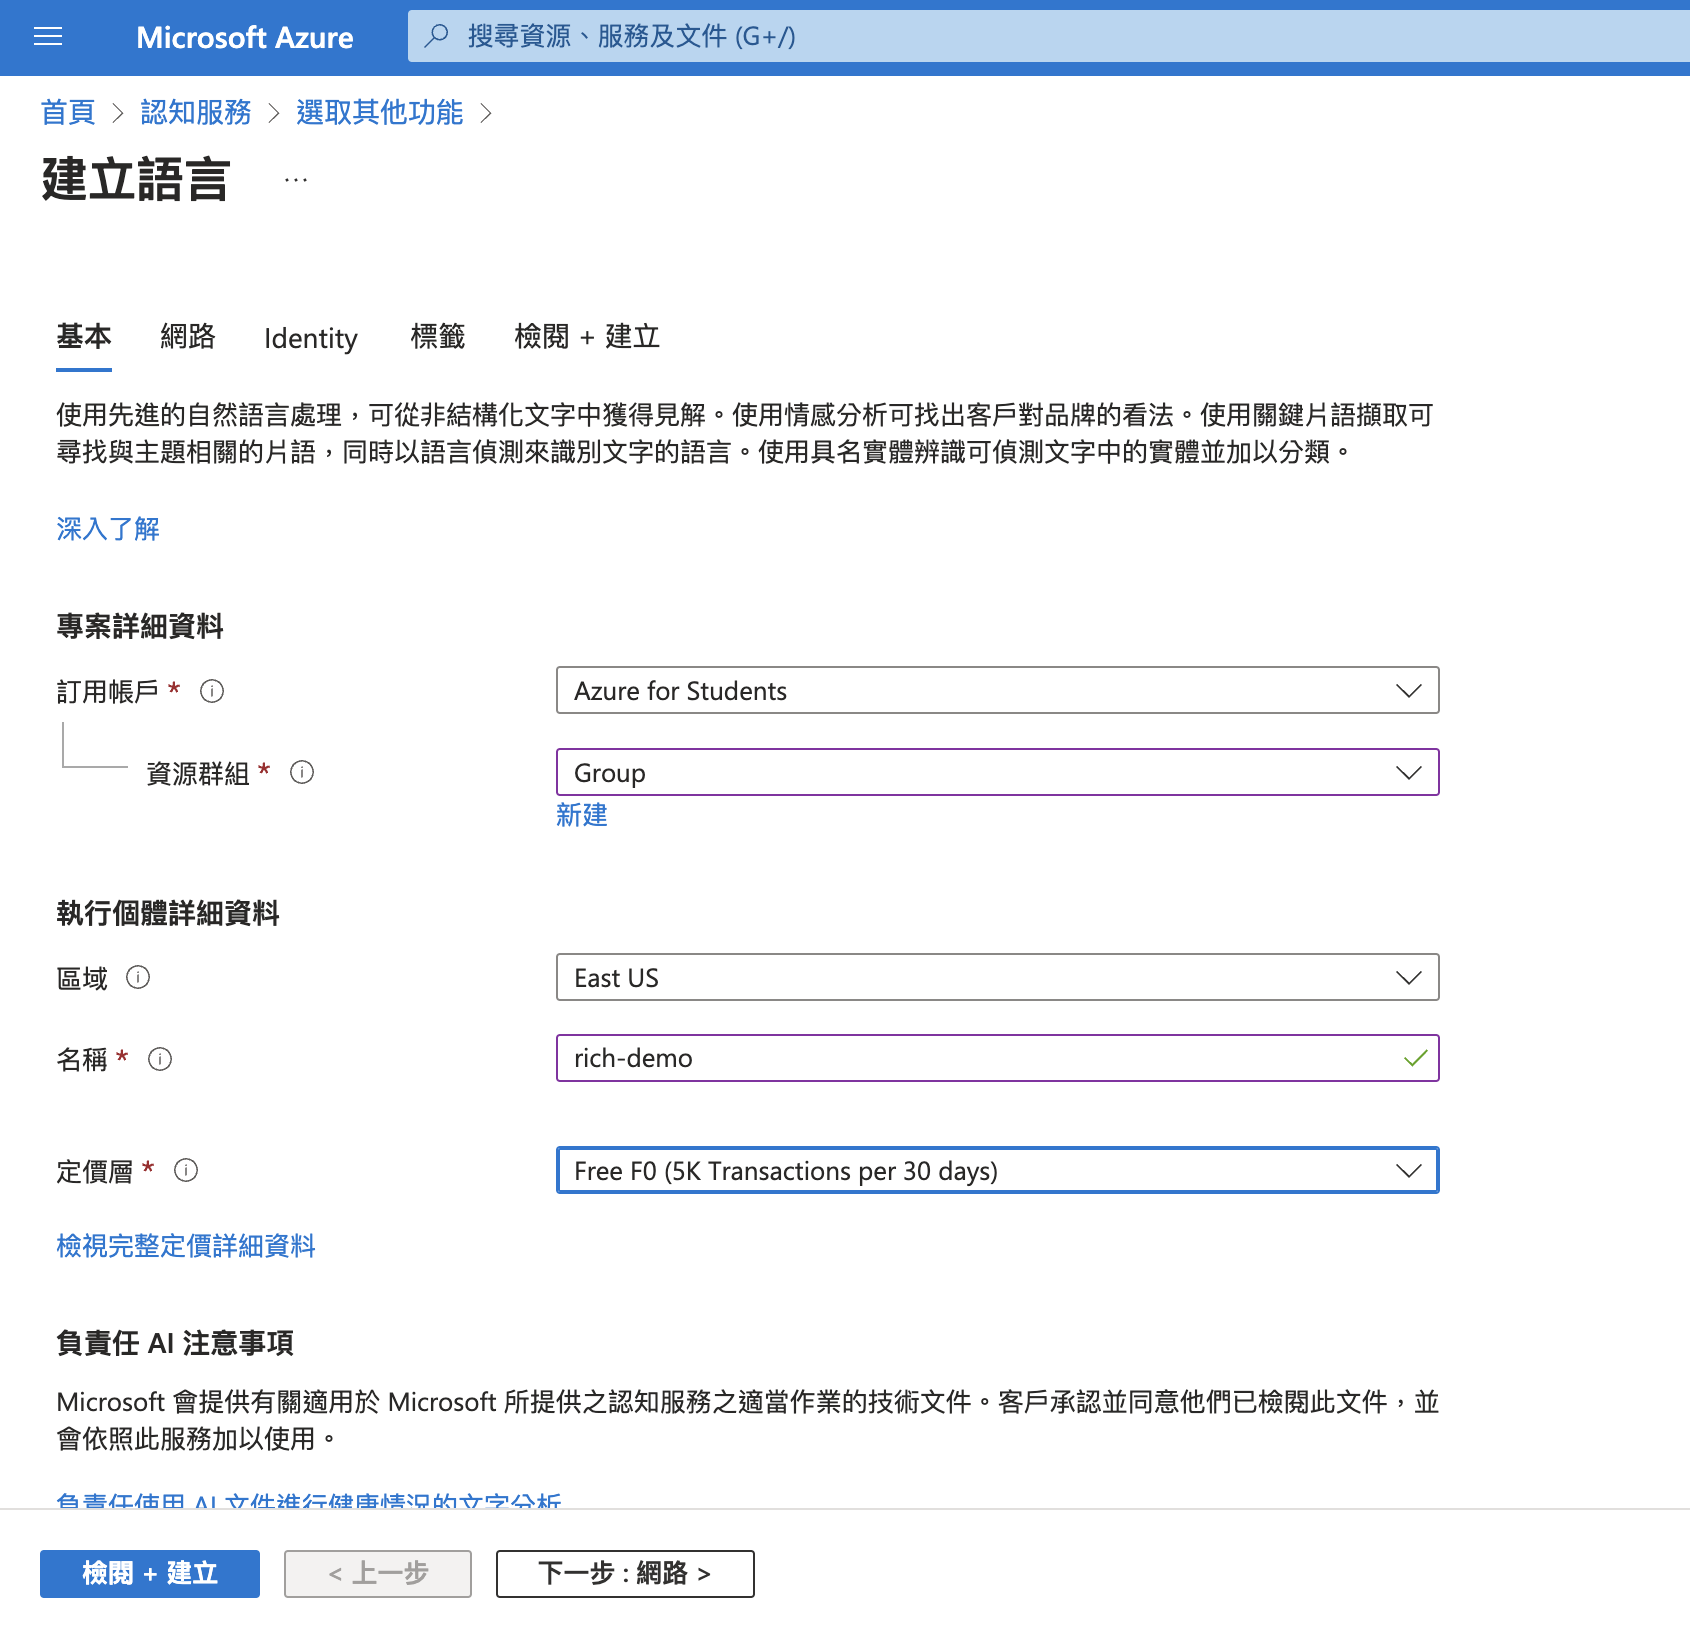 Microsoft Azure
搜尋資源、服務及文件 (G+/)
首頁 > 認知服務 > 選取其他功能 >
建立語言 ...
基本 網路 Identity 標籤 檢閱 + 建立
使用先進的自然語言處理，可從非結構化文字中獲得見解。使用情感分析可找出客戶對品牌的看法。使用關鍵片語擷取可
尋找與主題相關的片語，同時以語言偵測來識別文字的語言。使用具名實體辨識可偵測文字中的實體並加以分類。
深入了解
專案詳細資料
訂用帳戶 * Azure for Students
資源群組 * Group
新建
執行個體詳細資料
區域 East US
名稱 * rich-demo
定價層 * Free F0 (5K Transactions per 30 days)
檢視完整定價詳細資料
負責任 AI 注意事項
Microsoft 會提供有關適用於 Microsoft 所提供之認知服務之適當作業的技術文件。客戶承認並同意他們已檢閱此文件，並
會依照此服務加以使用。
負責任使用 AI 文件進行健康情況的文字分析
檢閱 + 建立 < 上一步 下一步 : 網路 >